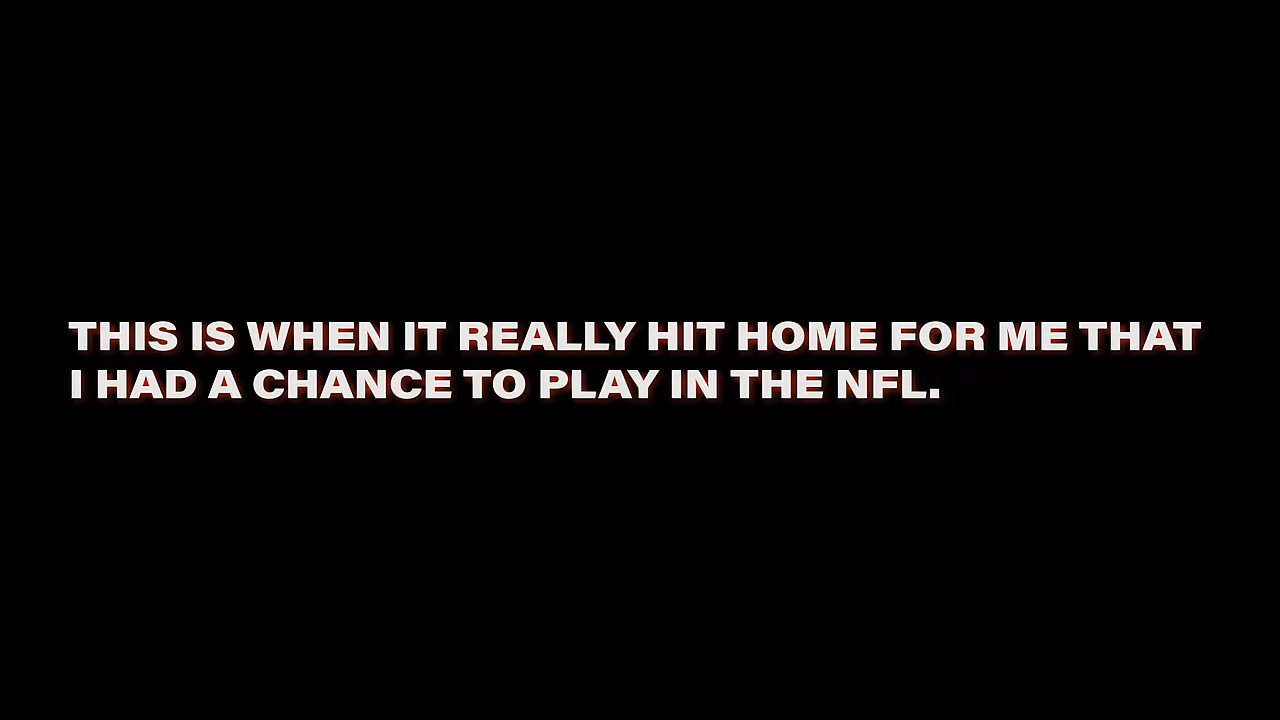 THIS IS WHEN IT REALLY HIT HOME FOR ME THAT
I HAD A CHANCE TO PLAY IN THE NFL.